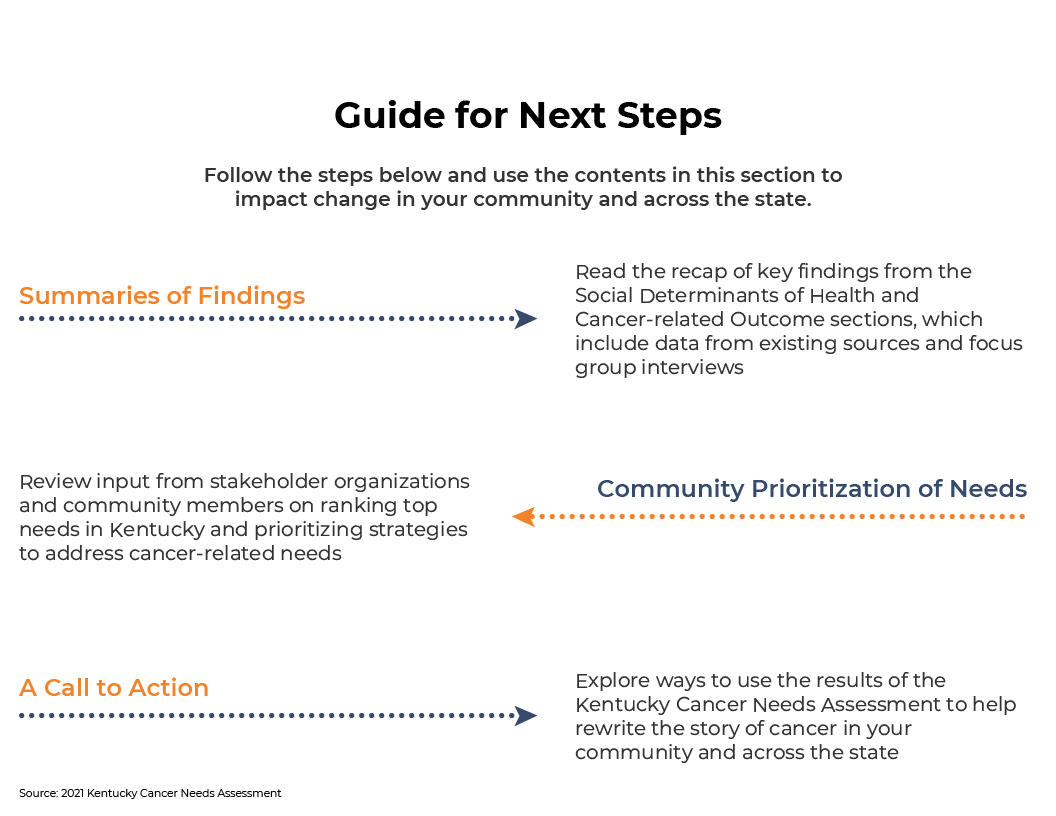 Guide for Next Steps
Follow the steps below and use the contents in this section to
impact change in your community and across the state.
Summaries of Findings
Read the recap of key findings from the
Social Determinants of Health and
Cancer-related Outcome sections, which
include data from existing sources and focus
group interviews
Community Prioritization of Needs
Review input from stakeholder organizations
and community members on ranking top
needs in Kentucky and prioritizing strategies
to address cancer-related needs
A Call to Action
Explore ways to use the results of the
Kentucky Cancer Needs Assessment to help
rewrite the story of cancer in your
community and across the state
Source: 2021 Kentucky Cancer Needs Assessment